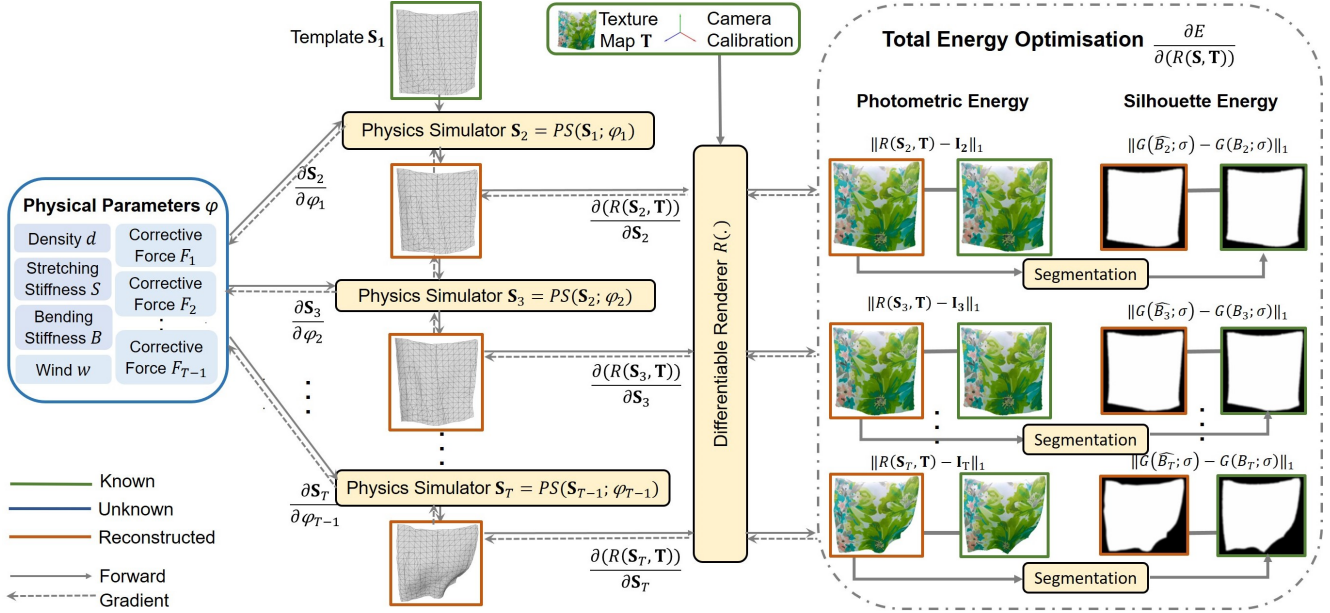 Template S₁
Texture
Map T
Camera
Calibration
Total Energy Optimisation ∂E / ∂(R(S, T))
Photometric Energy
Silhouette Energy
Physics Simulator S₂ = PS(S₁; φ₁)
‖R(S₂, T) − I₂‖₁
‖G(B̂₂; σ) − G(B₂; σ)‖₁
∂S₂ / ∂φ₁
∂(R(S₂, T)) / ∂S₂
Physical Parameters φ
Density d
Stretching
Stiffness S
Bending
Stiffness B
Wind w
Corrective
Force F₁
Corrective
Force F₂
Corrective
Force F_{T−1}
Segmentation
Physics Simulator S₃ = PS(S₂; φ₂)
‖R(S₃, T) − I₃‖₁
‖G(B̂₃; σ) − G(B₃; σ)‖₁
∂S₃ / ∂φ₂
∂(R(S₃, T)) / ∂S₃
Differentiable Renderer R(.)
Segmentation
Physics Simulator S_T = PS(S_{T−1}; φ_{T−1})
‖R(S_T, T) − I_T‖₁
‖G(B̂_T; σ) − G(B_T; σ)‖₁
∂S_T / ∂φ_{T−1}
∂(R(S_T, T)) / ∂S_T
Segmentation
Known
Unknown
Reconstructed
Forward
Gradient